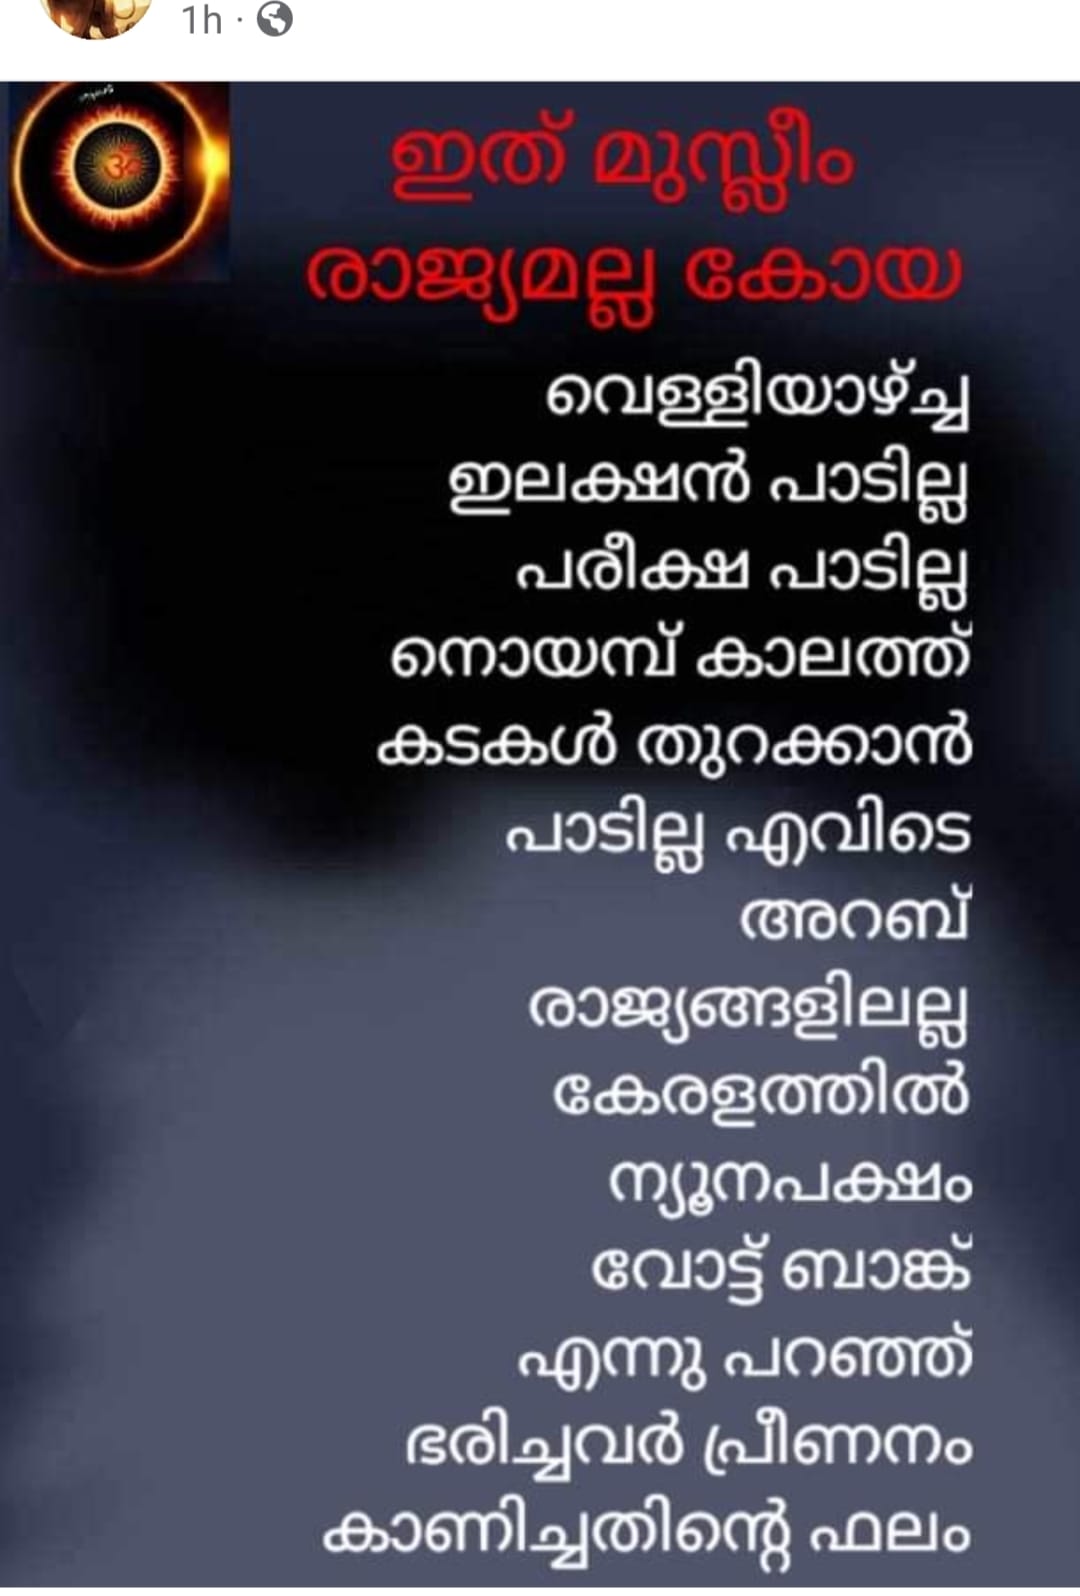 1h ·
ഇത് മുസ്ലീം
രാജ്യമല്ല കോയ
വെള്ളിയാഴ്ച്ച
ഇലക്ഷൻ പാടില്ല
പരീക്ഷ പാടില്ല
നൊയമ്പ് കാലത്ത്
കടകൾ തുറക്കാൻ
പാടില്ല എവിടെ
അറബ്
രാജ്യങ്ങളിലല്ല
കേരളത്തിൽ
ന്യൂനപക്ഷം
വോട്ട് ബാങ്ക്
എന്നു പറഞ്ഞ്
ഭരിച്ചവർ പ്രീണനം
കാണിച്ചതിന്റെ ഫലം